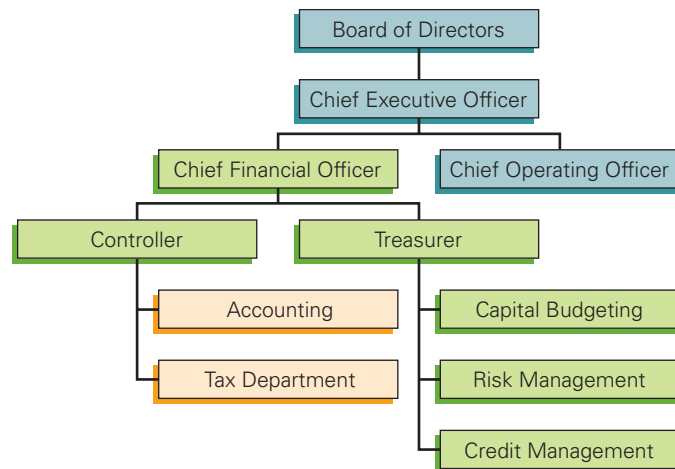 Board of Directors
Chief Executive Officer
Chief Financial Officer
Chief Operating Officer
Controller
Treasurer
Accounting
Capital Budgeting
Tax Department
Risk Management
Credit Management